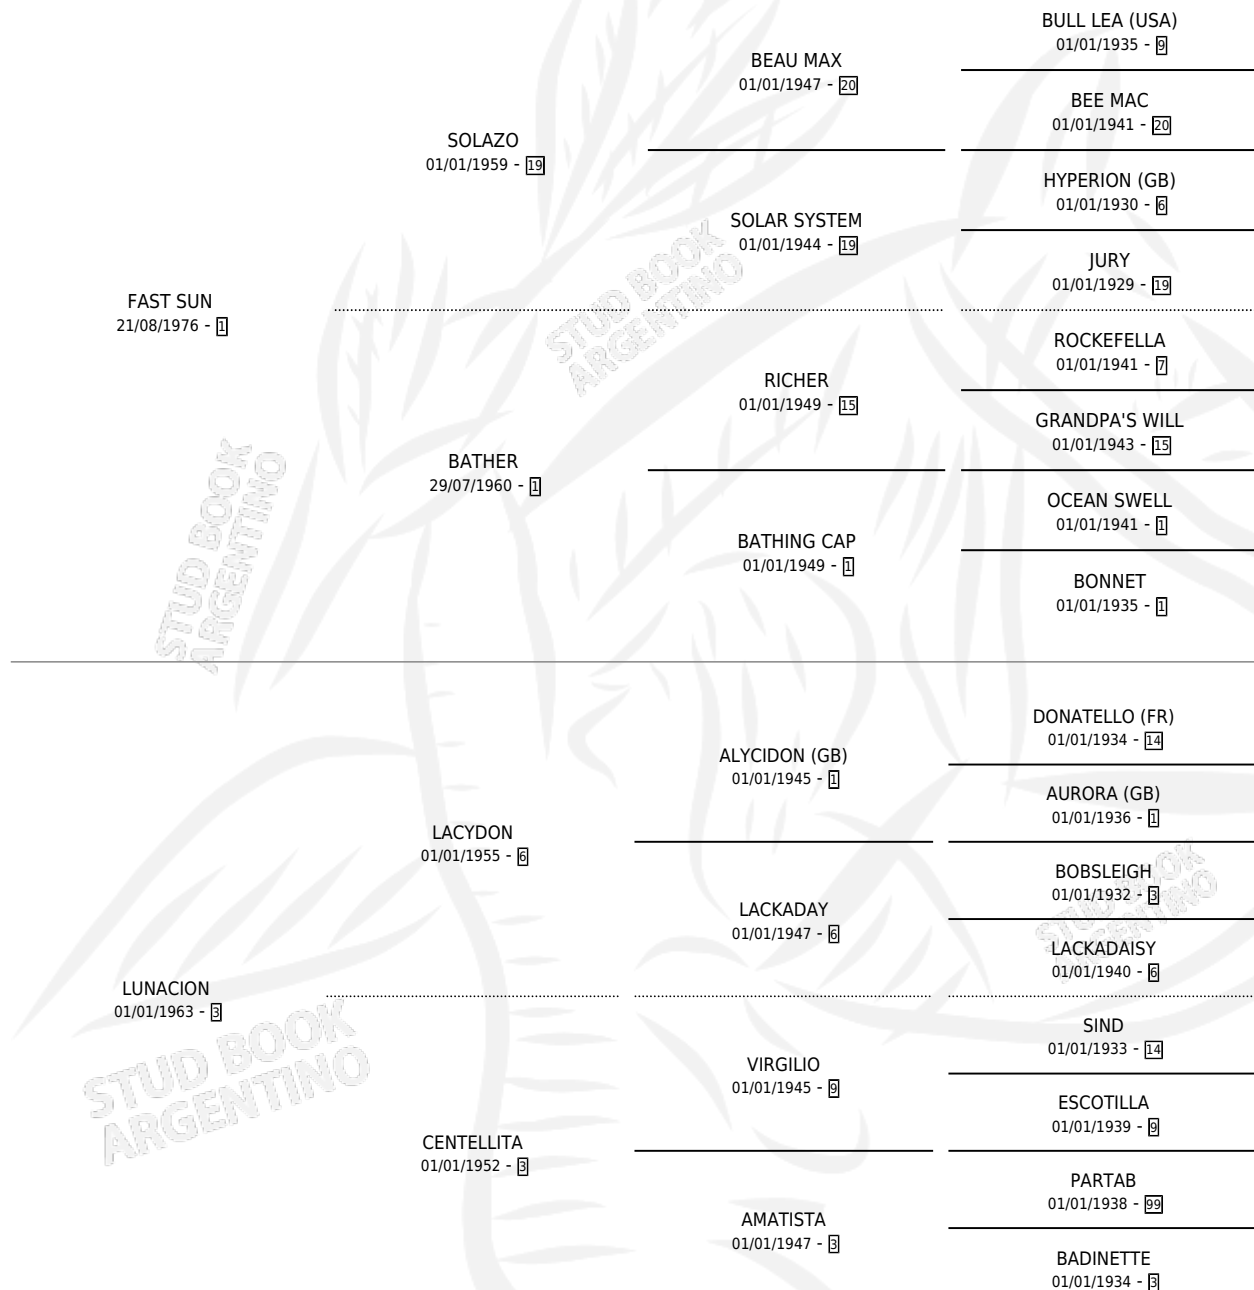 BULL LEA (USA)
01/01/1935 - 9
BEAU MAX
01/01/1947 - 20
BEE MAC
01/01/1941 - 20
SOLAZO
01/01/1959 - 19
HYPERION (GB)
01/01/1930 - 6
SOLAR SYSTEM
01/01/1944 - 19
JURY
01/01/1929 - 19
FAST SUN
21/08/1976 - 1
ROCKEFELLA
01/01/1941 - 7
RICHER
01/01/1949 - 15
GRANDPA'S WILL
01/01/1943 - 15
BATHER
29/07/1960 - 1
OCEAN SWELL
01/01/1941 - 1
BATHING CAP
01/01/1949 - 1
BONNET
01/01/1935 - 1
STUD BOOK
ARGENTINO
STUD BOOK
ARGENTINO
DONATELLO (FR)
01/01/1934 - 14
ALYCIDON (GB)
01/01/1945 - 1
AURORA (GB)
01/01/1936 - 1
LACYDON
01/01/1955 - 6
BOBSLEIGH
01/01/1932 - 3
LACKADAY
01/01/1947 - 6
LACKADAISY
01/01/1940 - 6
STUD BOOK
ARGENTINO
LUNACION
01/01/1963 - 3
SIND
01/01/1933 - 14
VIRGILIO
01/01/1945 - 9
ESCOTILLA
01/01/1939 - 9
CENTELLITA
01/01/1952 - 3
PARTAB
01/01/1938 - 99
AMATISTA
01/01/1947 - 3
BADINETTE
01/01/1934 - 3
STUD BOOK
ARGENTINO